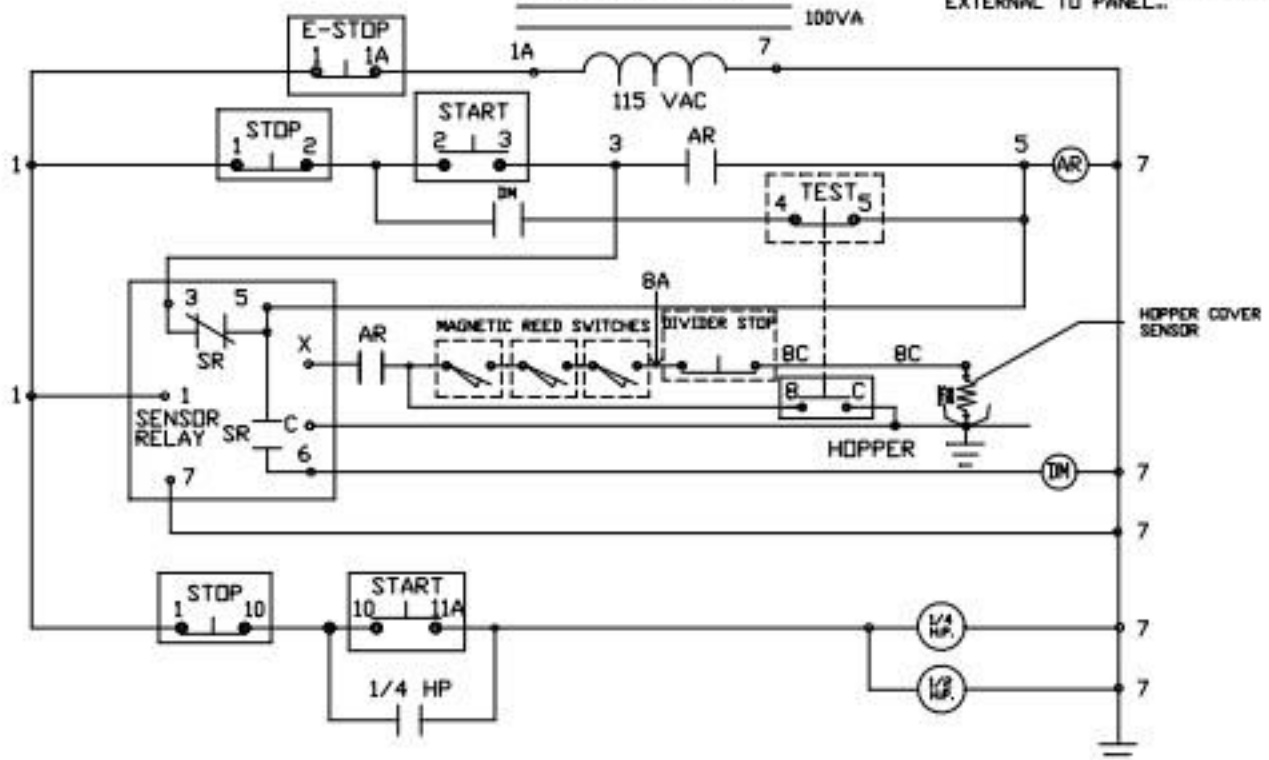 100VA
EXTERNAL TO PANEL..
E-STOP
1 1A
1A
7
115 VAC
STOP
1 2
START
2 3
3
AR
5
AR
1
7
DM
TEST
4 5
3 5
SR
8A
X
AR
MAGNETIC REED SWITCHES
DIVIDER STOP
8C
8C
HOPPER COVER
SENSOR
1
1
SENSOR
RELAY
SR
C
B C
HOPPER
6
7
DM
7
7
STOP
1 10
START
10 11A
1/4 HP
1/4
HP.
7
1/2
HP.
7